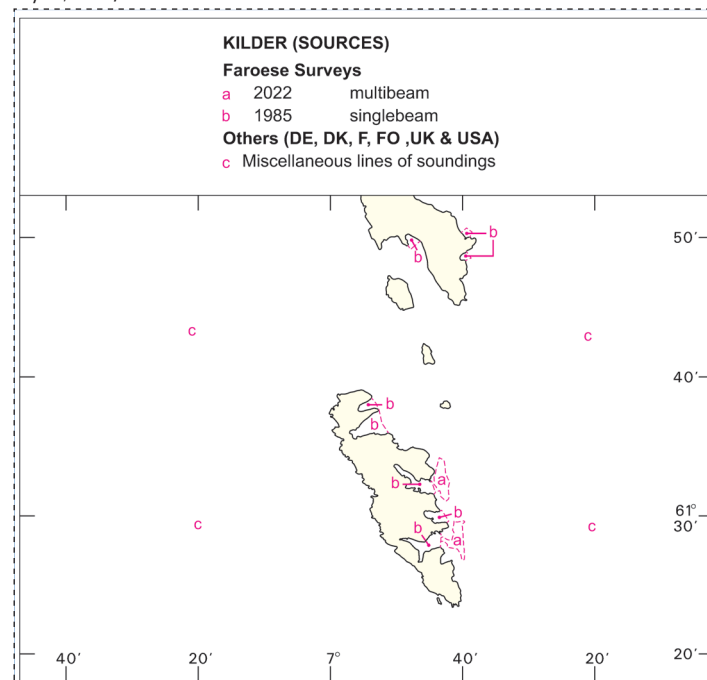 KILDER (SOURCES)
Faroese Surveys
a 2022 multibeam
b 1985 singlebeam
Others (DE, DK, F, FO ,UK & USA)
c Miscellaneous lines of soundings
b
50′
b
c
c
40′
b
b
a
b
61°
b
30′
b
c
c
a
40′
20′
7°
40′
20′
20′